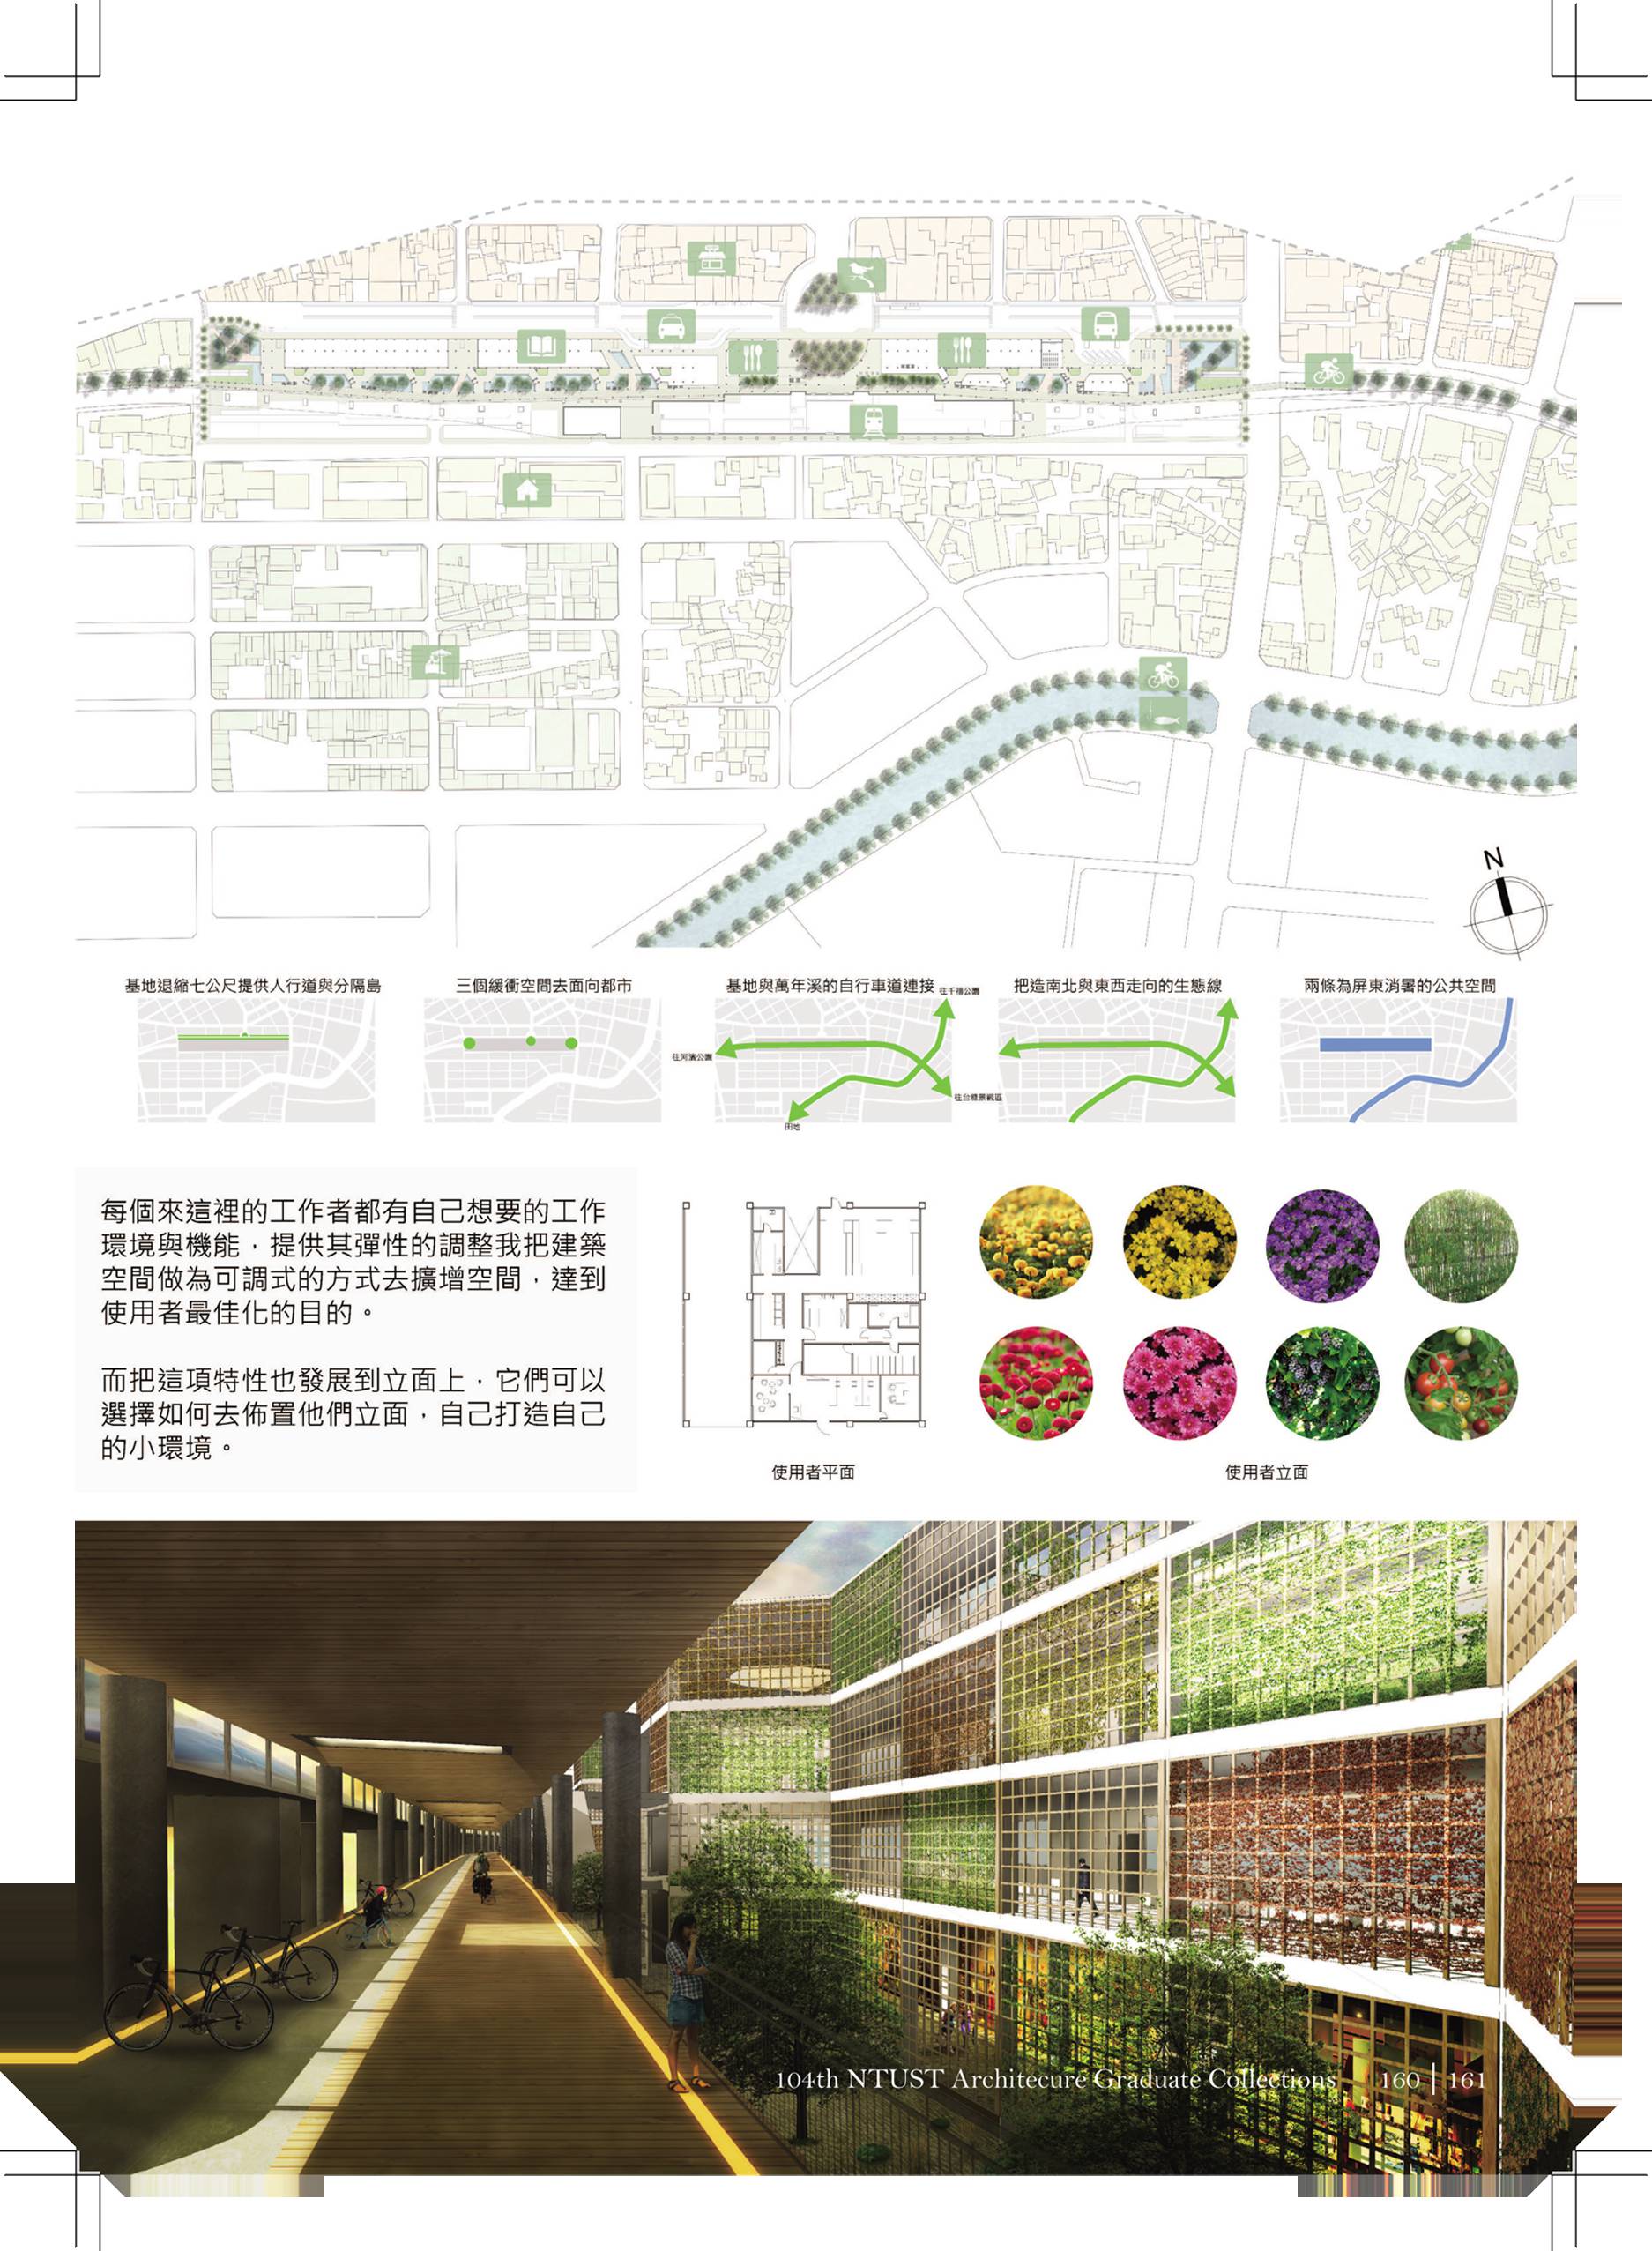 N
基地退縮七公尺提供人行道與分隔島
三個緩衝空間去面向都市
基地與萬年溪的自行車道連接
把造南北與東西走向的生態線
兩條為屏東消暑的公共空間
往千禧公園
往河濱公園
往台糖景觀區
田地
每個來這裡的工作者都有自己想要的工作
環境與機能，提供其彈性的調整我把建築
空間做為可調式的方式去擴增空間，達到
使用者最佳化的目的。
而把這項特性也發展到立面上，它們可以
選擇如何去佈置他們立面，自己打造自己
的小環境。
使用者平面
使用者立面
104th NTUST Architecure Graduate Collections 160 | 161